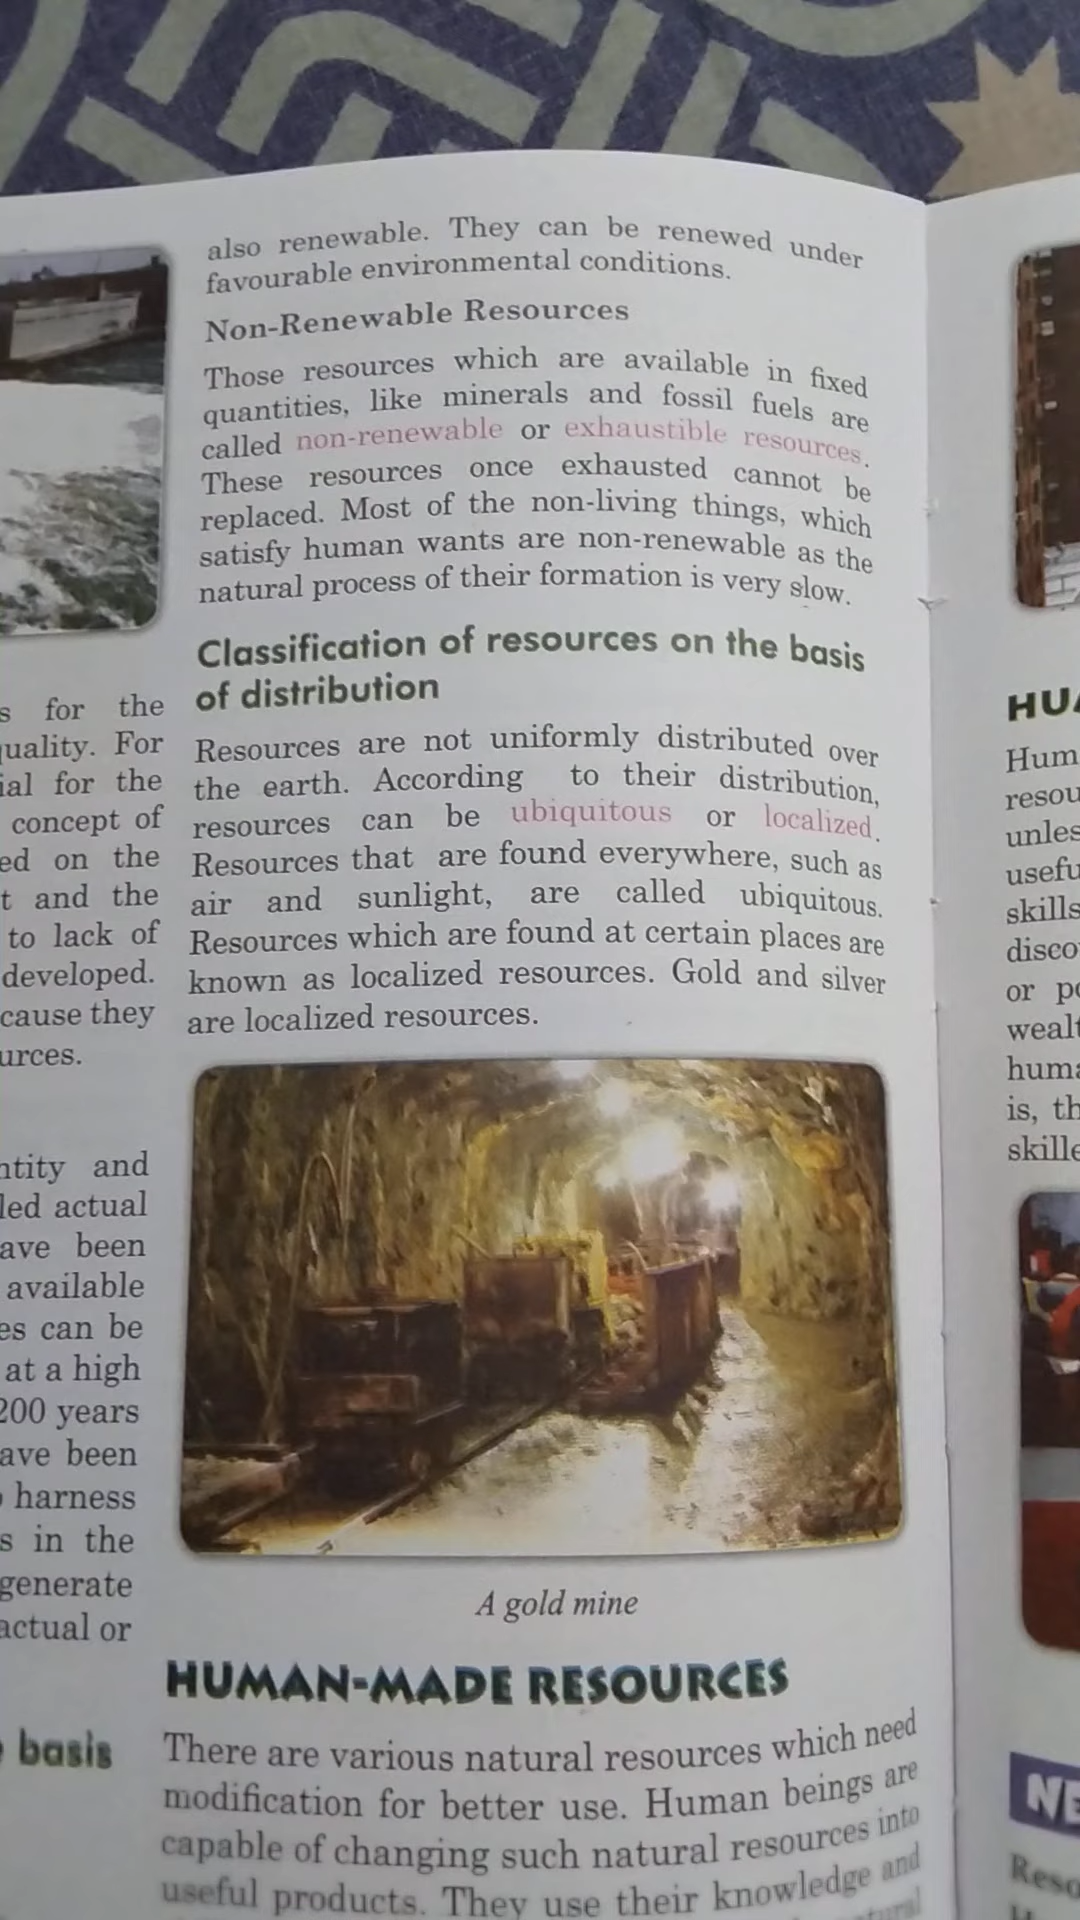 s for the
quality. For
ial for the
concept of
ed on the
t and the
to lack of
developed.
cause they
urces.
ntity and
led actual
ave been
available
es can be
at a high
200 years
ave been
harness
s in the
generate
actual or
basis
also renewable. They can be renewed under
favourable environmental conditions.
Non-Renewable Resources
Those resources which are available in fixed
quantities, like minerals and fossil fuels are
called non-renewable or exhaustible resources.
These resources once exhausted cannot be
replaced. Most of the non-living things, which
satisfy human wants are non-renewable as the
natural process of their formation is very slow.
Classification of resources on the basis
of distribution
Resources are not uniformly distributed over
the earth. According to their distribution,
resources can be ubiquitous or localized.
Resources that are found everywhere, such as
air and sunlight, are called ubiquitous.
Resources which are found at certain places are
known as localized resources. Gold and silver
are localized resources.
A gold mine
HUMAN-MADE RESOURCES
There are various natural resources which need
modification for better use. Human beings are
capable of changing such natural resources into
useful products. They use their knowledge and
HUM
Hum
resou
unles
usefu
skills
disco
or po
wealt
huma
is, th
skille
NE
Reso